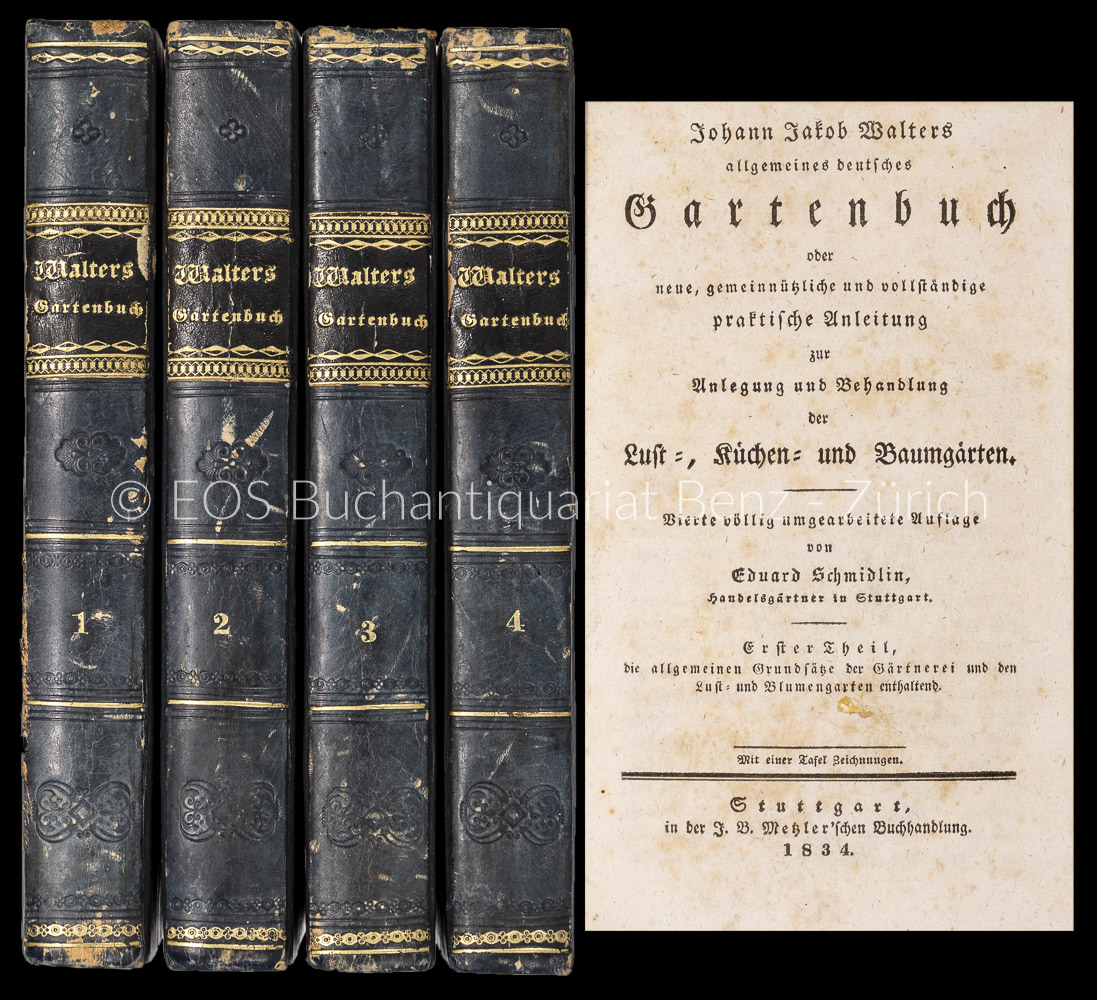 Walters
Gartenbuch
1
Walters
Gartenbuch
2
Walters
Gartenbuch
3
Walters
Gartenbuch
4
Johann Jakob Walters
allgemeines deutsches
Gartenbuch
oder
neue, gemeinnützliche und vollständige
praktische Anleitung
zur
Anlegung und Behandlung
der
Lust-, Küchen- und Baumgärten.
Vierte völlig umgearbeitete Auflage
von
Eduard Schmidlin,
Handelsgärtner in Stuttgart.
Erster Theil,
die allgemeinen Grundsätze der Gärtnerei und den
Lust- und Blumengarten enthaltend.
Mit einer Tafel Zeichnungen.
Stuttgart,
in der J. B. Metzler'schen Buchhandlung.
1834.
© EOS Buchantiquariat Benz - Zürich